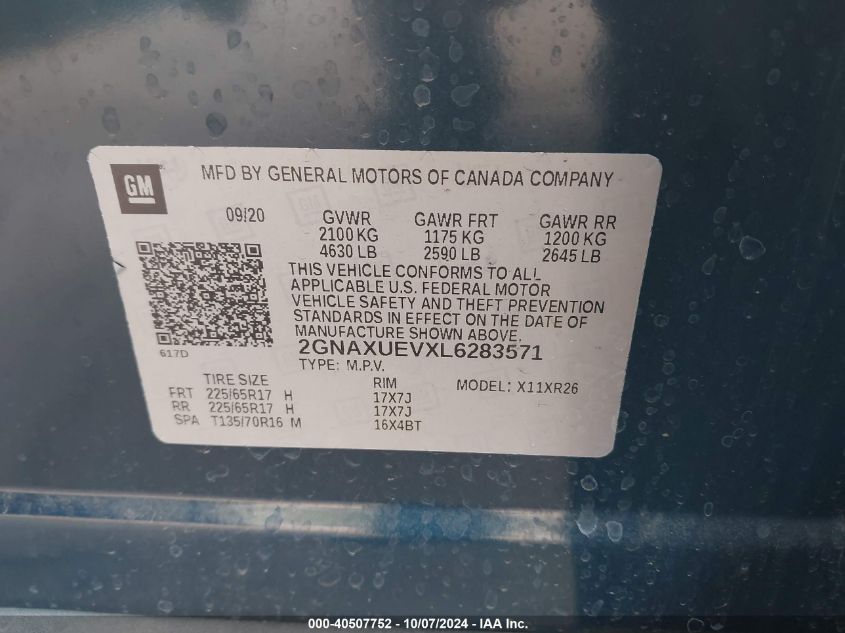 GM
MFD BY GENERAL MOTORS OF CANADA COMPANY
09/20 GVWR GAWR FRT GAWR RR
2100 KG 1175 KG 1200 KG
4630 LB 2590 LB 2645 LB
THIS VEHICLE CONFORMS TO ALL
APPLICABLE U.S. FEDERAL MOTOR
VEHICLE SAFETY AND THEFT PREVENTION
STANDARDS IN EFFECT ON THE DATE OF
MANUFACTURE SHOWN ABOVE.
617D 2GNAXUEVXL6283571
TYPE: M.P.V.
TIRE SIZE RIM MODEL: X11XR26
FRT 225/65R17 H 17X7J
RR 225/65R17 H 17X7J
SPA T135/70R16 M 16X4BT
000-40507752 - 10/07/2024 - IAA Inc.